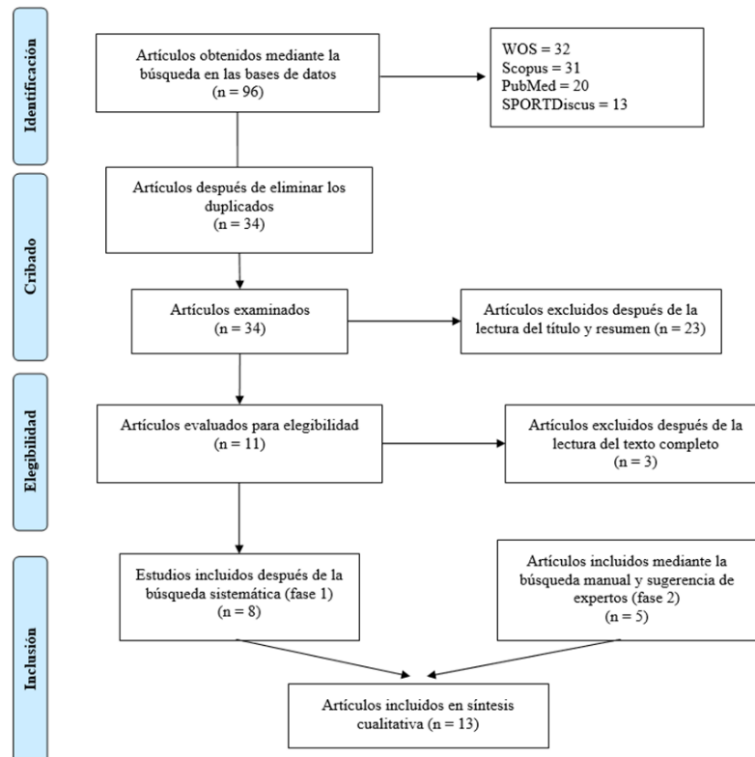 Identificación
Artículos obtenidos mediante la
búsqueda en las bases de datos
(n = 96)
WOS = 32
Scopus = 31
PubMed = 20
SPORTDiscus = 13
Cribado
Artículos después de eliminar los
duplicados
(n = 34)
Artículos examinados
(n = 34)
Artículos excluidos después de la
lectura del título y resumen (n = 23)
Elegibilidad
Artículos evaluados para elegibilidad
(n = 11)
Artículos excluidos después de la
lectura del texto completo
(n = 3)
Inclusión
Estudios incluidos después de la
búsqueda sistemática (fase 1)
(n = 8)
Artículos incluidos mediante la
búsqueda manual y sugerencia de
expertos (fase 2)
(n = 5)
Artículos incluidos en síntesis
cualitativa (n = 13)